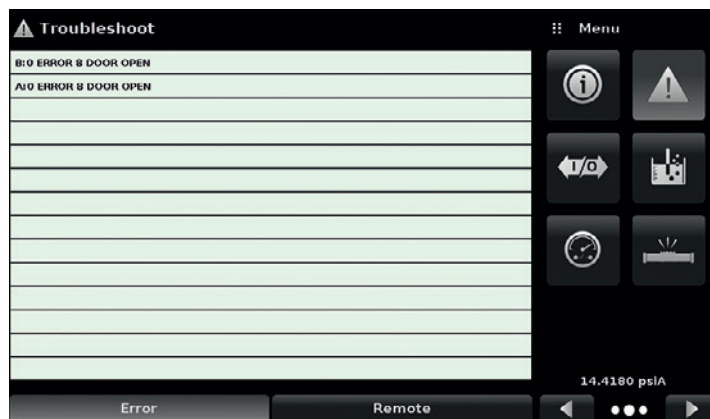 Troubleshoot
Menu
B:0 ERROR 8 DOOR OPEN
A:0 ERROR 8 DOOR OPEN
I/O
14.4180 psiA
Error
Remote